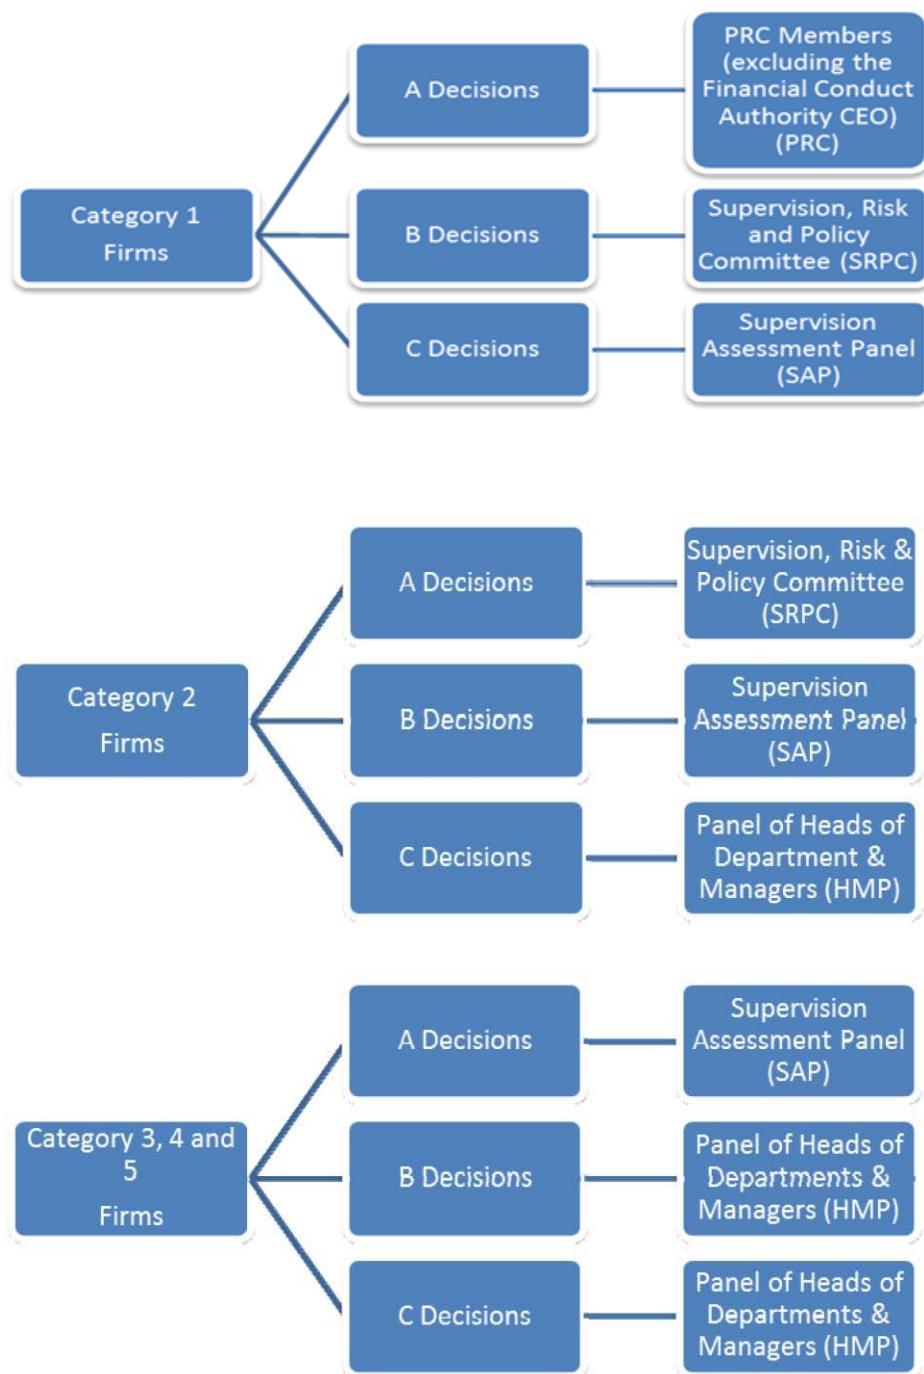 Category 1
Firms
A Decisions
PRC Members
(excluding the
Financial Conduct
Authority CEO)
(PRC)
B Decisions
Supervision, Risk
and Policy
Committee (SRPC)
C Decisions
Supervision
Assessment Panel
(SAP)
Category 2
Firms
A Decisions
Supervision, Risk &
Policy Committee
(SRPC)
B Decisions
Supervision
Assessment Panel
(SAP)
C Decisions
Panel of Heads of
Department &
Managers (HMP)
Category 3, 4 and
5
Firms
A Decisions
Supervision
Assessment Panel
(SAP)
B Decisions
Panel of Heads of
Departments &
Managers (HMP)
C Decisions
Panel of Heads of
Departments &
Managers (HMP)